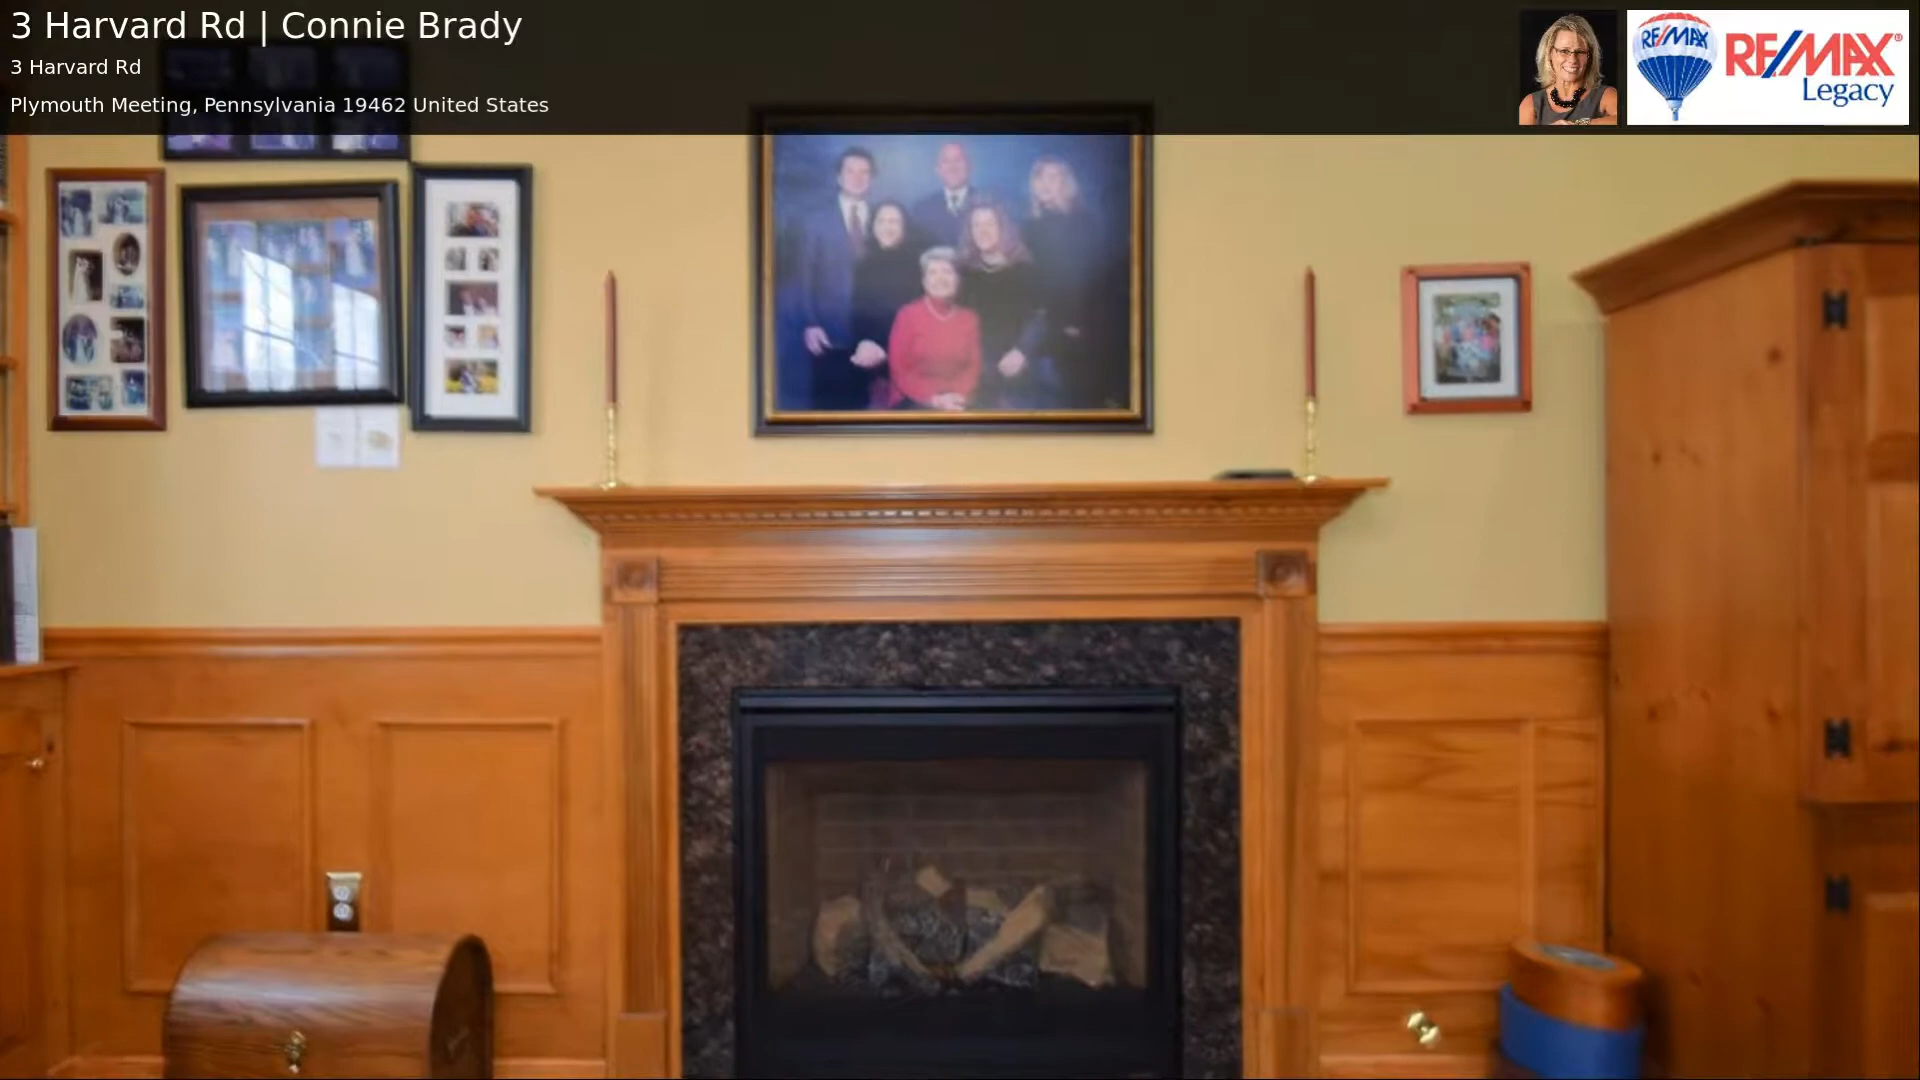 3 Harvard Rd | Connie Brady
3 Harvard Rd
Plymouth Meeting, Pennsylvania 19462 United States
RE/MAX
RE/MAX®
Legacy